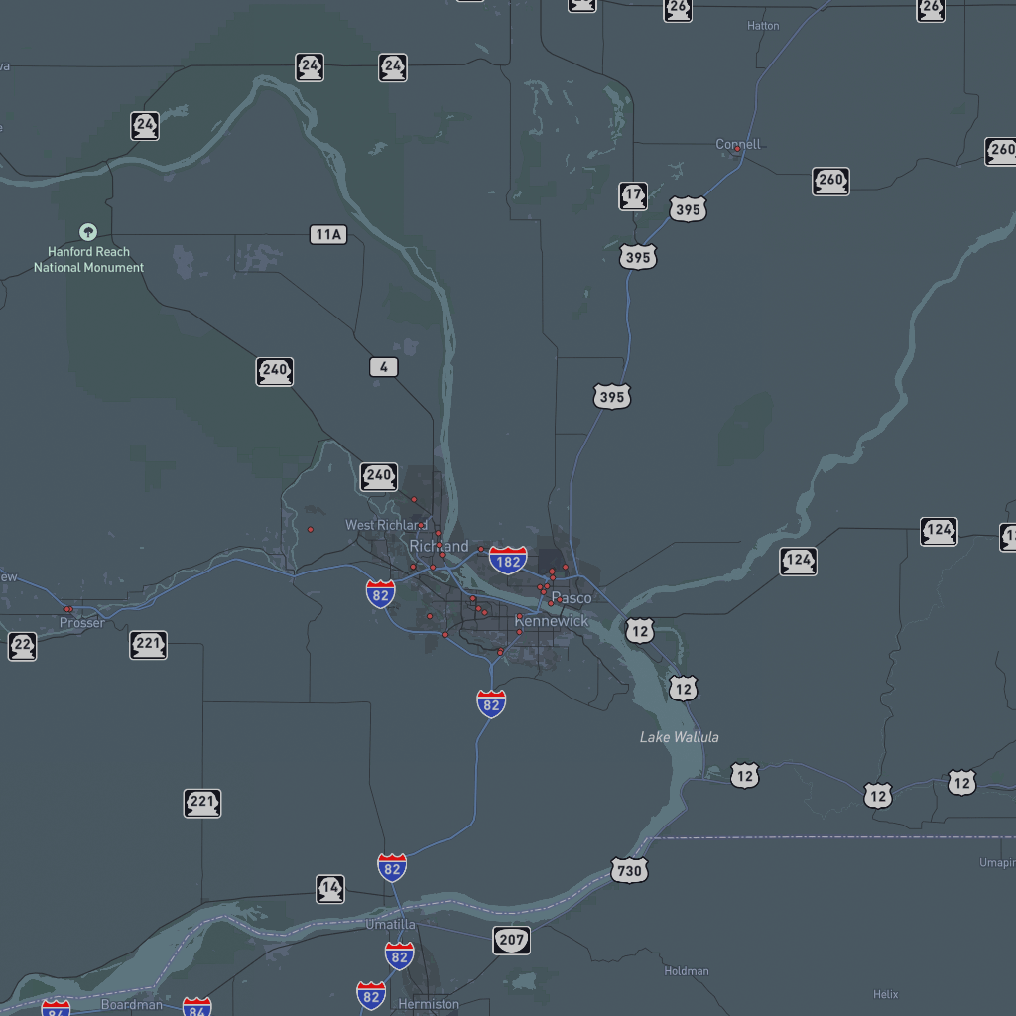 26
26
Hatton
24
24
24
Connell
260
260
17
395
11A
Hanford Reach
National Monument
395
240
4
395
240
West Richland
Richland
124
182
124
82
Pasco
Prosser
Kennewick
12
22
221
12
82
Lake Wallula
12
12
12
221
82
730
14
Umatilla
207
82
Holdman
82
Helix
Boardman
Hermiston
84
84